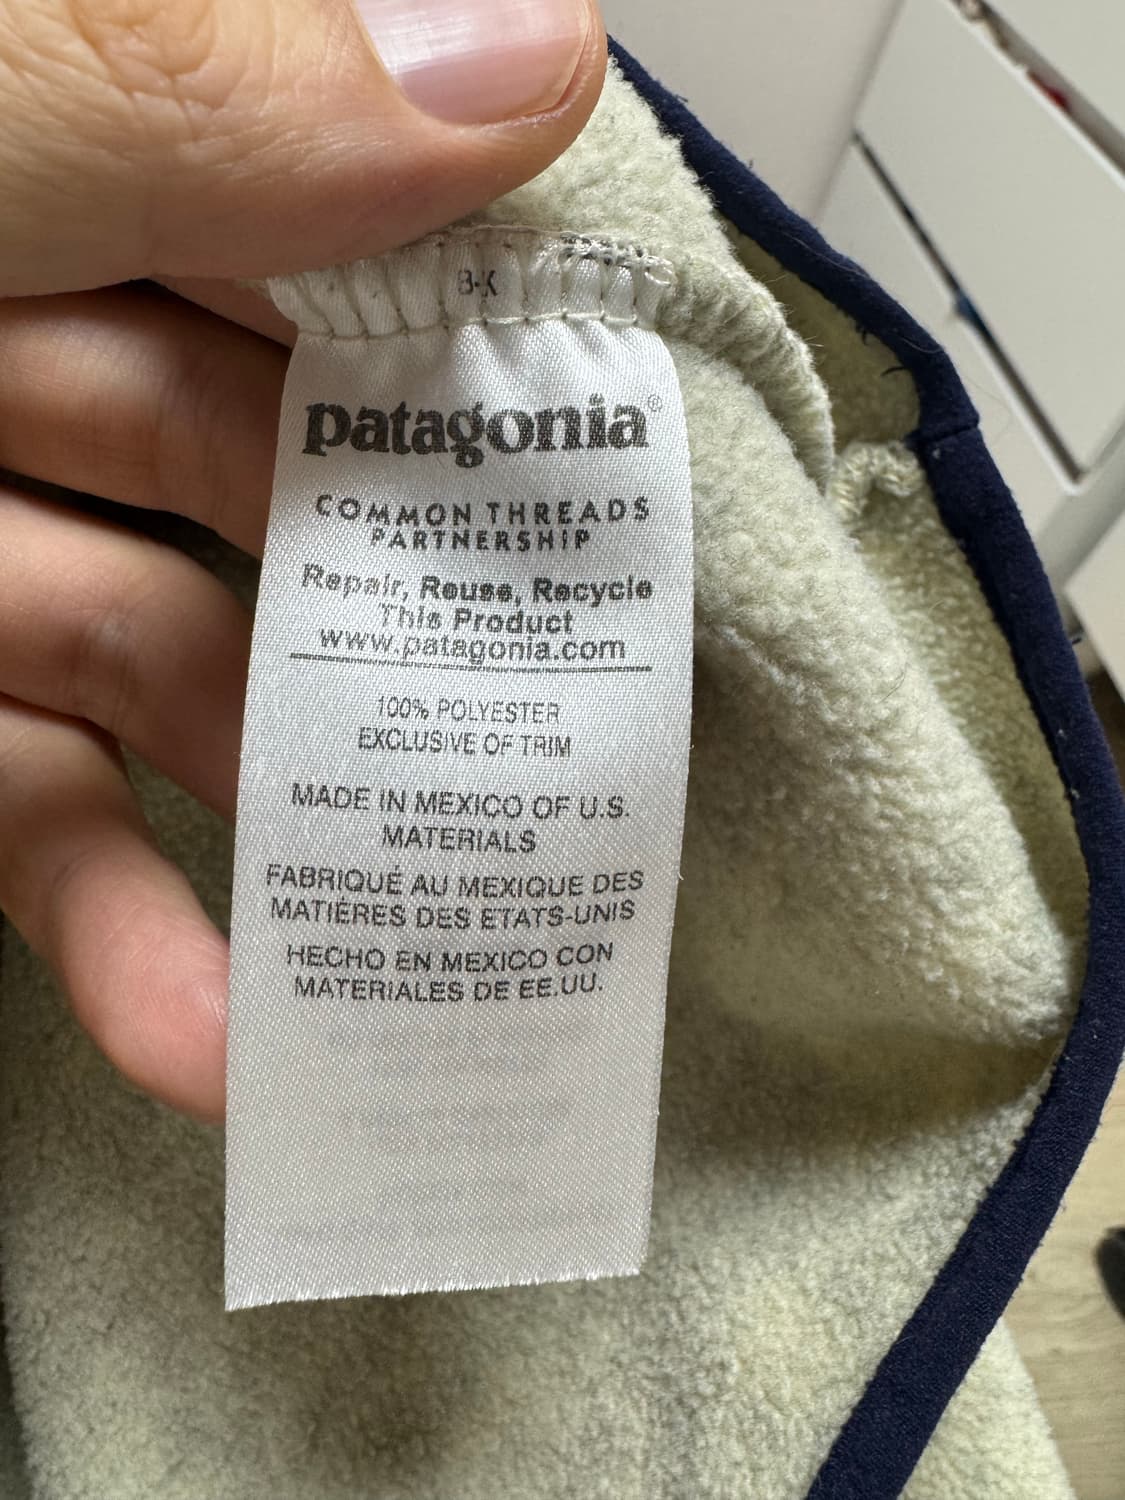 B-K
patagonia®
COMMON THREADS
PARTNERSHIP
Repair, Reuse, Recycle
This Product
www.patagonia.com
100% POLYESTER
EXCLUSIVE OF TRIM
MADE IN MEXICO OF U.S.
MATERIALS
FABRIQUÉ AU MEXIQUE DES
MATIÈRES DES ETATS-UNIS
HECHO EN MEXICO CON
MATERIALES DE EE.UU.